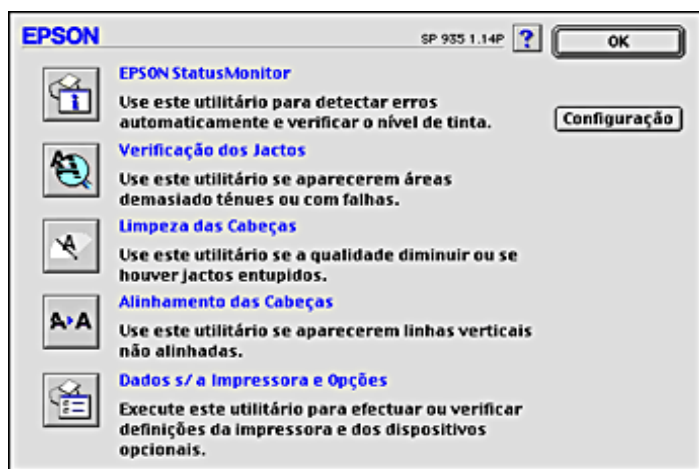 EPSON
SP 935 1.14P
?
OK
EPSON StatusMonitor
Use este utilitário para detectar erros
automaticamente e verificar o nível de tinta.
Configuração
Verificação dos Jactos
Use este utilitário se aparecerem áreas
demasiado ténues ou com falhas.
Limpeza das Cabeças
Use este utilitário se a qualidade diminuir ou se
houver jactos entupidos.
Alinhamento das Cabeças
Use este utilitário se aparecerem linhas verticais
não alinhadas.
Dados s/ a Impressora e Opções
Execute este utilitário para efectuar ou verificar
definições da impressora e dos dispositivos
opcionais.